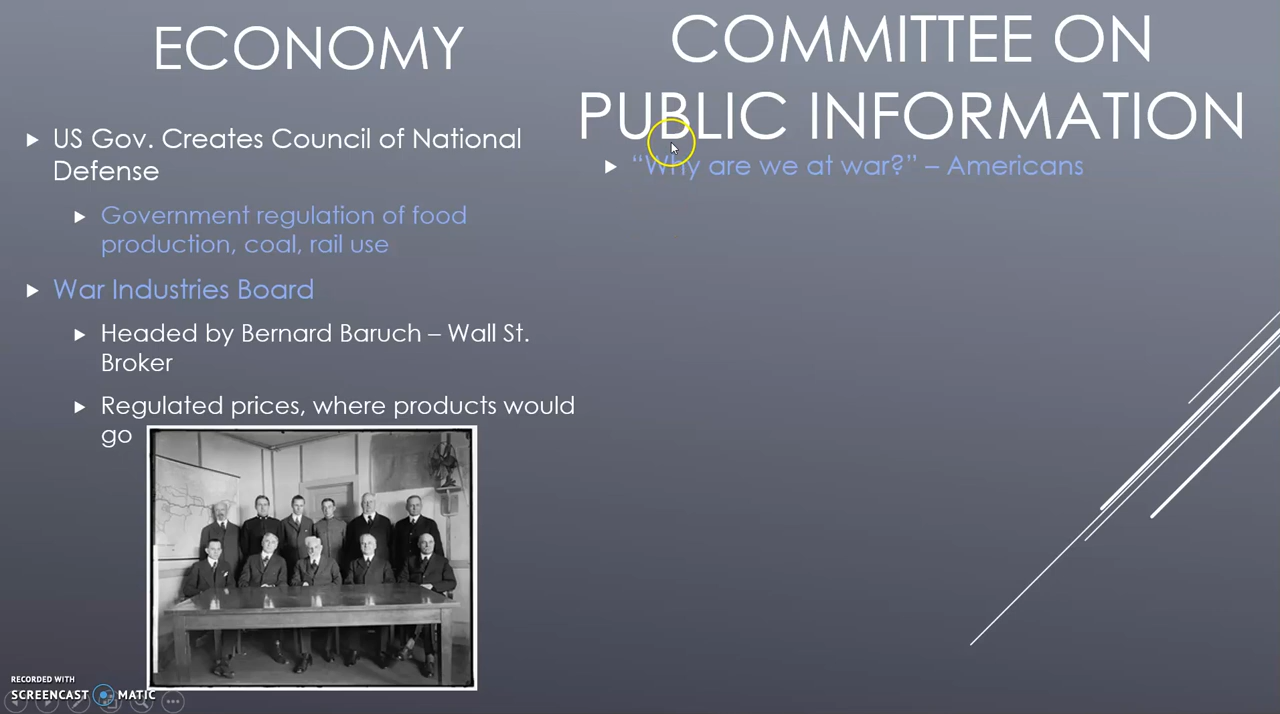 ECONOMY
US Gov. Creates Council of National
Defense
Government regulation of food
production, coal, rail use
War Industries Board
Headed by Bernard Baruch – Wall St.
Broker
Regulated prices, where products would
go
COMMITTEE ON
PUBLIC INFORMATION
“Why are we at war?” – Americans
RECORDED WITH
SCREENCAST MATIC